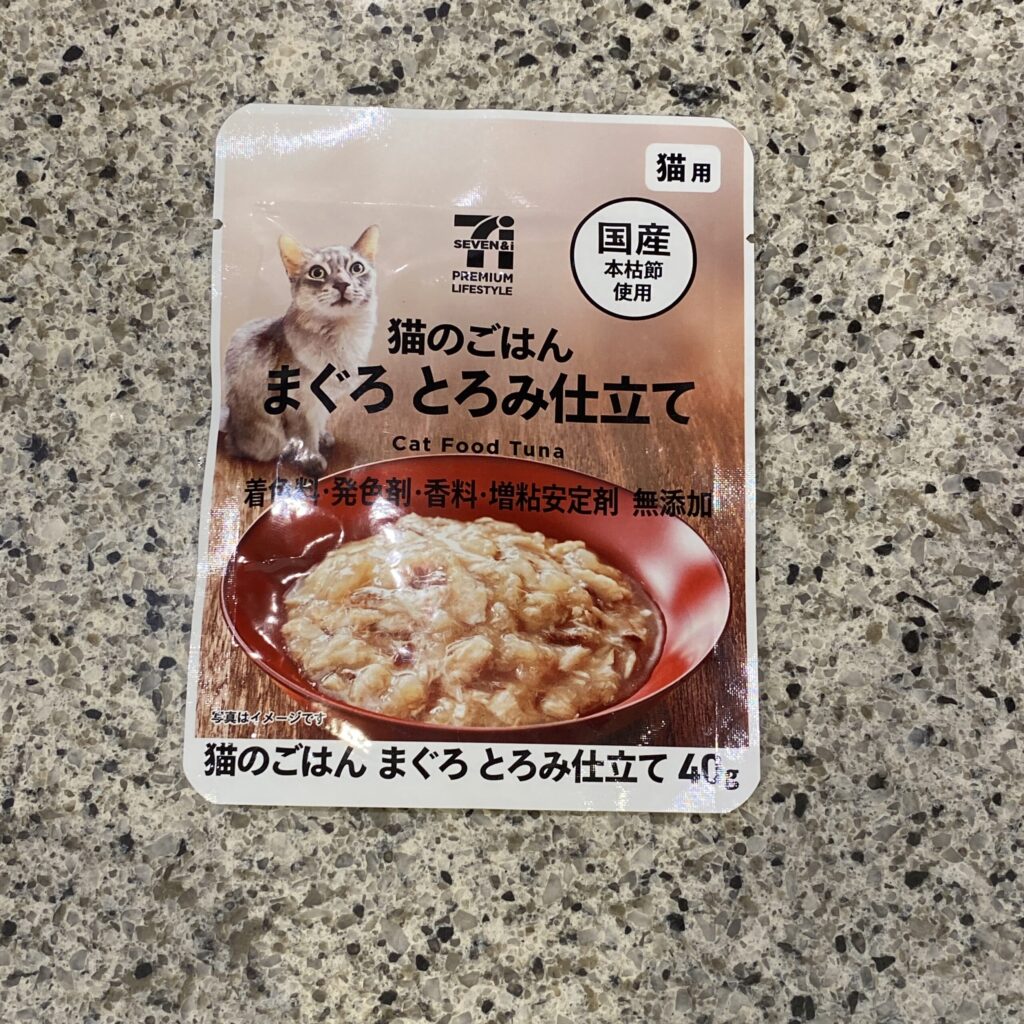 猫用
国産
本枯節
使用
SEVEN&i
PREMIUM
LIFESTYLE
猫のごはん
まぐろ とろみ仕立て
Cat Food Tuna
着色料・発色剤・香料・増粘安定剤 無添加
写真はイメージです
猫のごはん まぐろ とろみ仕立て 40g